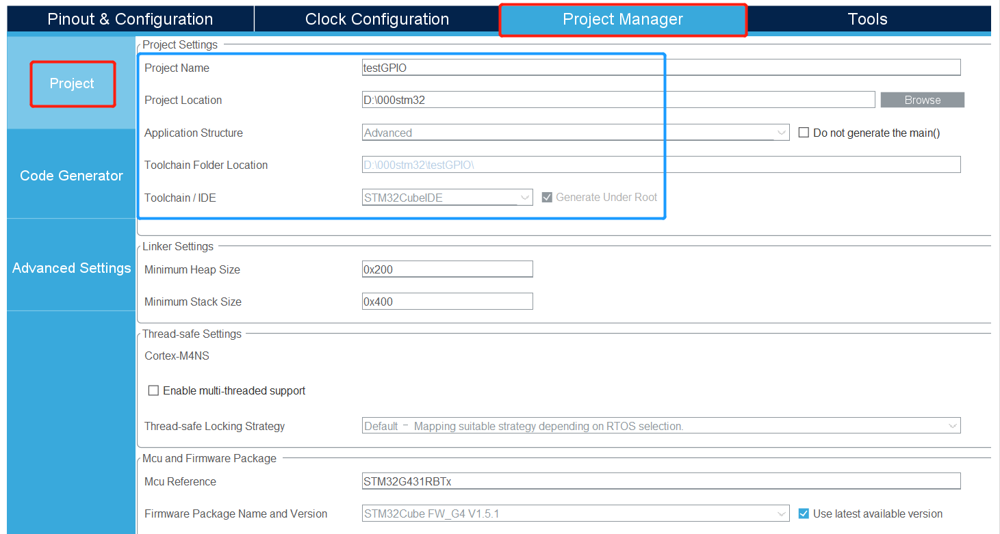 Pinout & Configuration Clock Configuration Project Manager Tools
Project
Code Generator
Advanced Settings
Project Settings
Project Name testGPIO
Project Location D:\000stm32 Browse
Application Structure Advanced Do not generate the main()
Toolchain Folder Location D:\000stm32\testGPIO\
Toolchain / IDE STM32CubeIDE Generate Under Root
Linker Settings
Minimum Heap Size 0x200
Minimum Stack Size 0x400
Thread-safe Settings
Cortex-M4NS
Enable multi-threaded support
Thread-safe Locking Strategy Default – Mapping suitable strategy depending on RTOS selection.
Mcu and Firmware Package
Mcu Reference STM32G431RBTx
Firmware Package Name and Version STM32Cube FW_G4 V1.5.1 Use latest available version